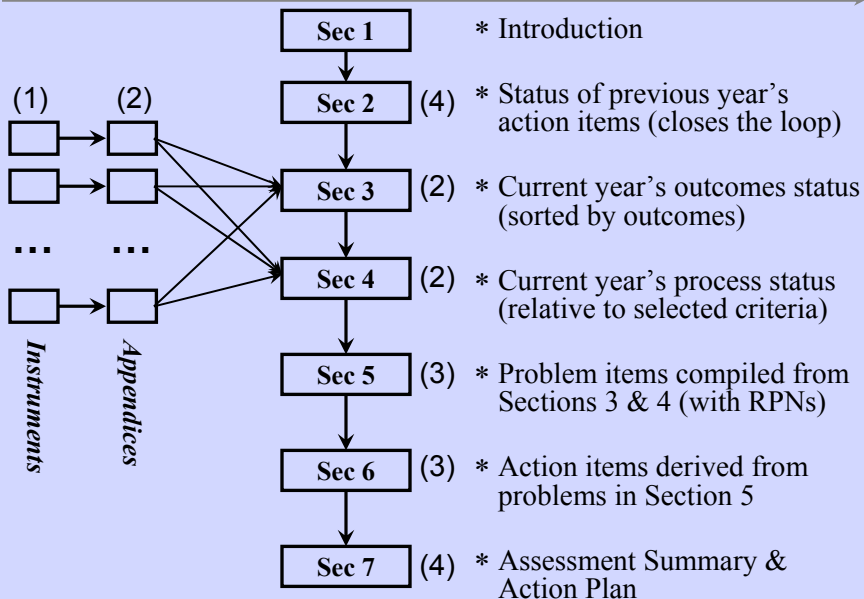 Sec 1
* Introduction
(1)
(2)
Sec 2
(4)
* Status of previous year's
action items (closes the loop)
Sec 3
(2)
* Current year's outcomes status
(sorted by outcomes)
...
...
Sec 4
(2)
* Current year's process status
(relative to selected criteria)
Instruments
Appendices
Sec 5
(3)
* Problem items compiled from
Sections 3 & 4 (with RPNs)
Sec 6
(3)
* Action items derived from
problems in Section 5
Sec 7
(4)
* Assessment Summary &
Action Plan